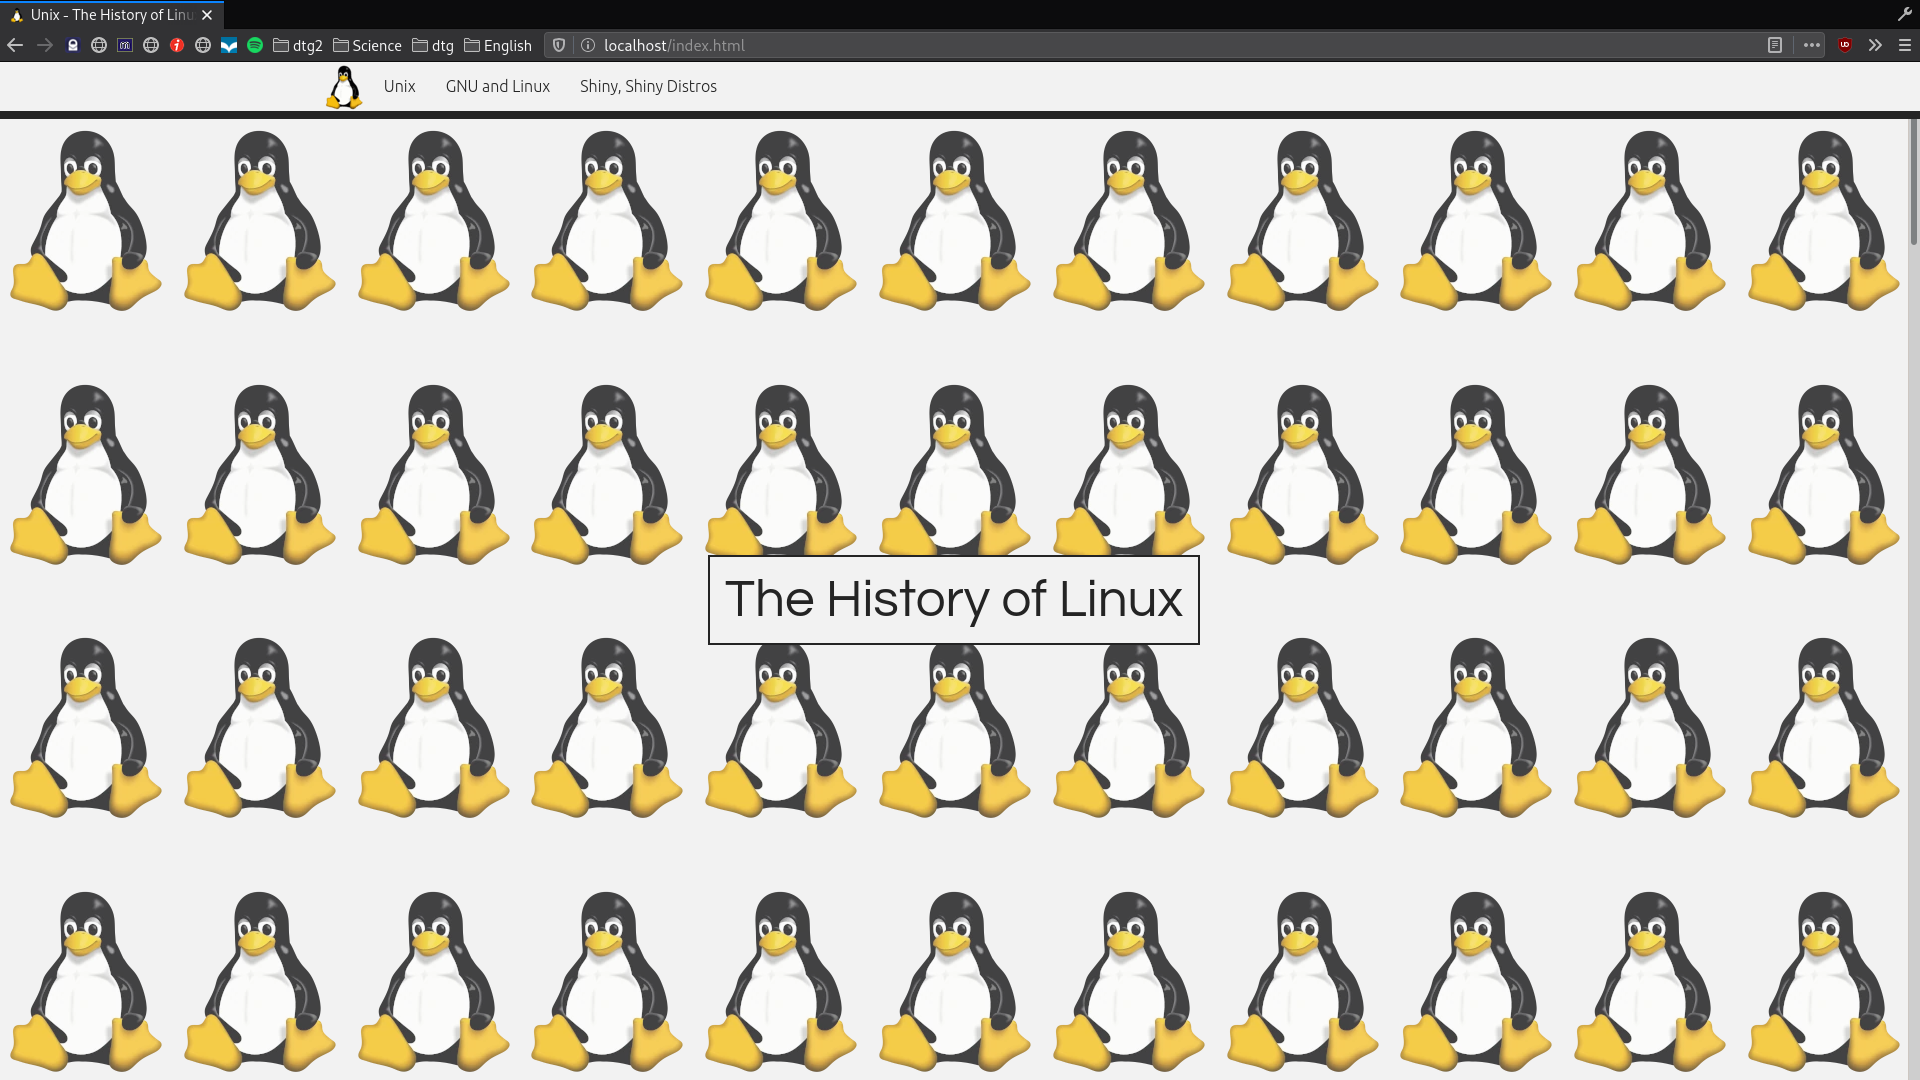 Unix - The History of Linu
dtg2
Science
dtg
English
localhost/index.html
Unix
GNU and Linux
Shiny, Shiny Distros
The History of Linux